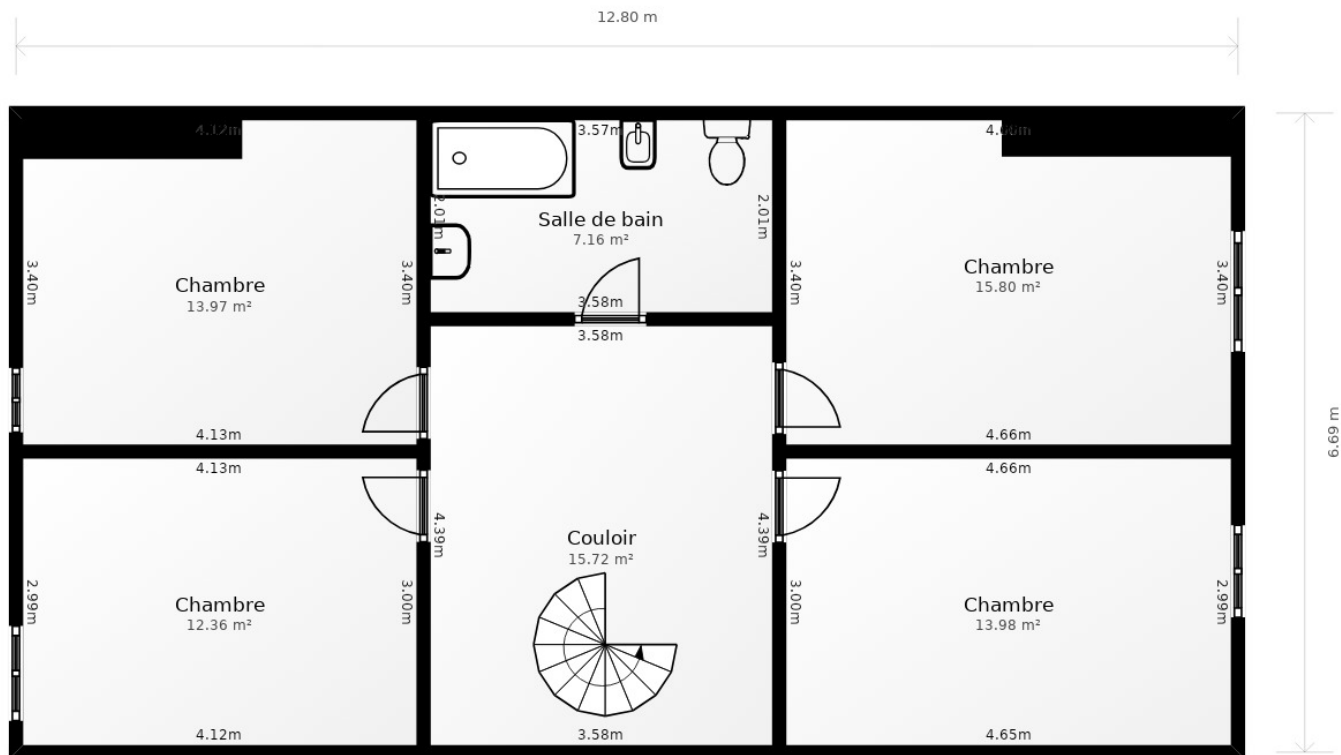 12.80 m
4.12m
3.57m
4.66m
2.01m
2.01m
Salle de bain
7.16 m²
3.40m
Chambre
13.97 m²
3.40m
3.40m
Chambre
15.80 m²
3.40m
3.58m
3.58m
6.69 m
4.13m
4.66m
4.13m
4.66m
4.39m
4.39m
Couloir
15.72 m²
2.99m
Chambre
12.36 m²
3.00m
3.00m
Chambre
13.98 m²
2.99m
4.12m
3.58m
4.65m